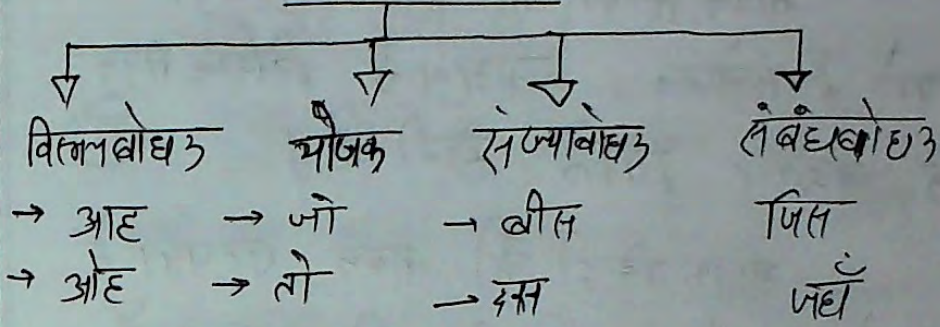 विस्मयबोधक योजक संख्याबोधक संबंधबोधक
→ आह → जो → बीस जिस
→ ओह → तो → दस जहाँ